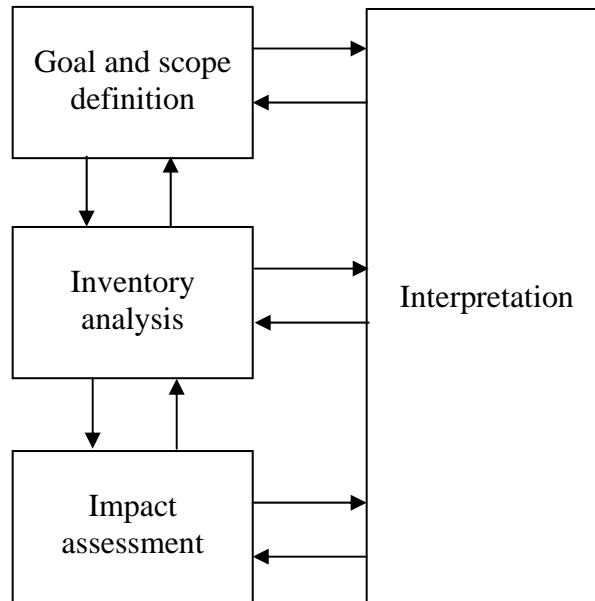 Goal and scope
definition
Inventory
analysis
Interpretation
Impact
assessment